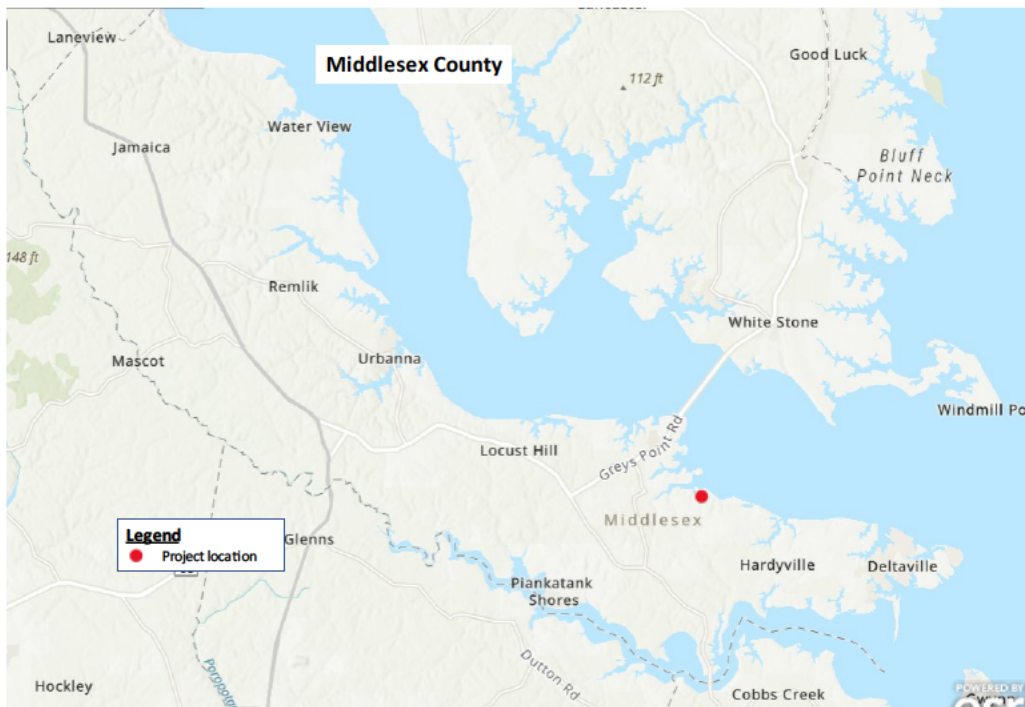 Laneview
Middlesex County
Good Luck
112 ft
Water View
Jamaica
Bluff
Point Neck
148 ft
Remlik
White Stone
Urbanna
Mascot
Windmill Po
Locust Hill
Greys Point Rd
Middlesex
Legend
Project location
Glenns
Hardyville
Deltaville
Piankatank
Shores
Dutton Rd
Hockley
Cobbs Creek
POWERED BY
esri